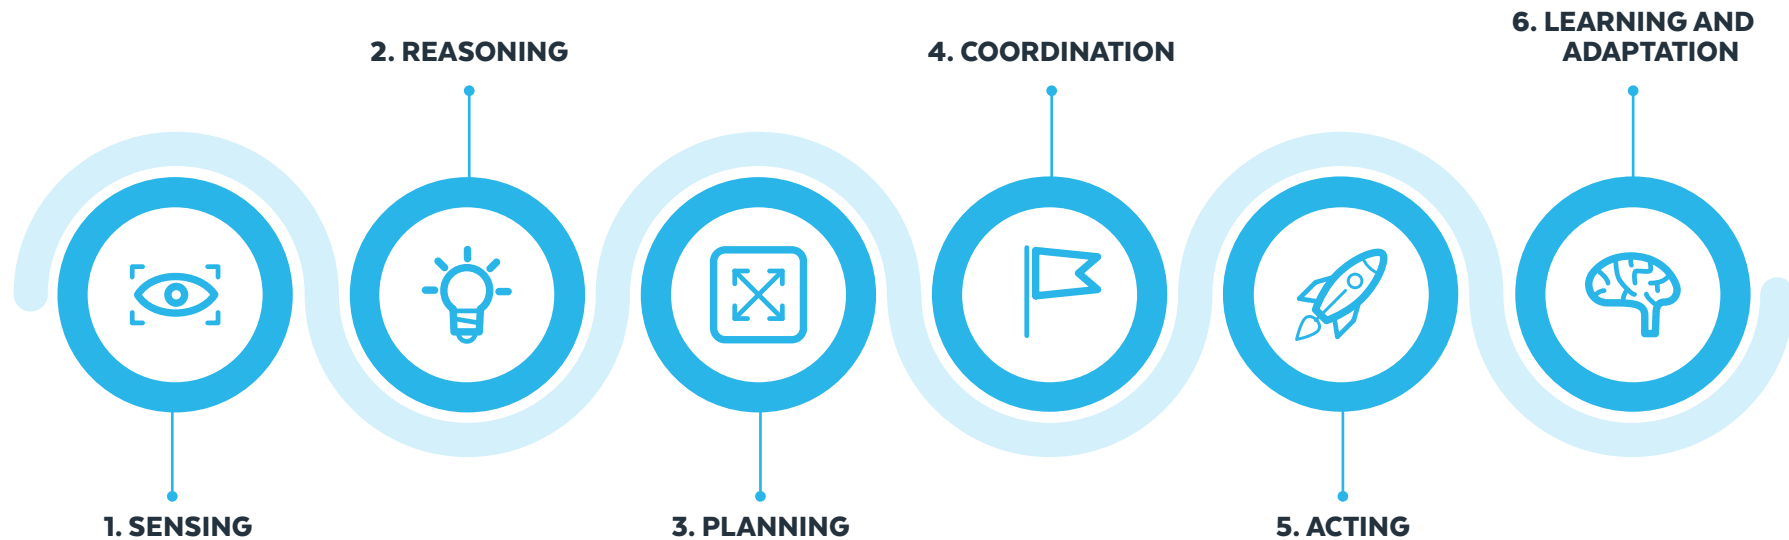 1. SENSING
2. REASONING
3. PLANNING
4. COORDINATION
5. ACTING
6. LEARNING AND
ADAPTATION